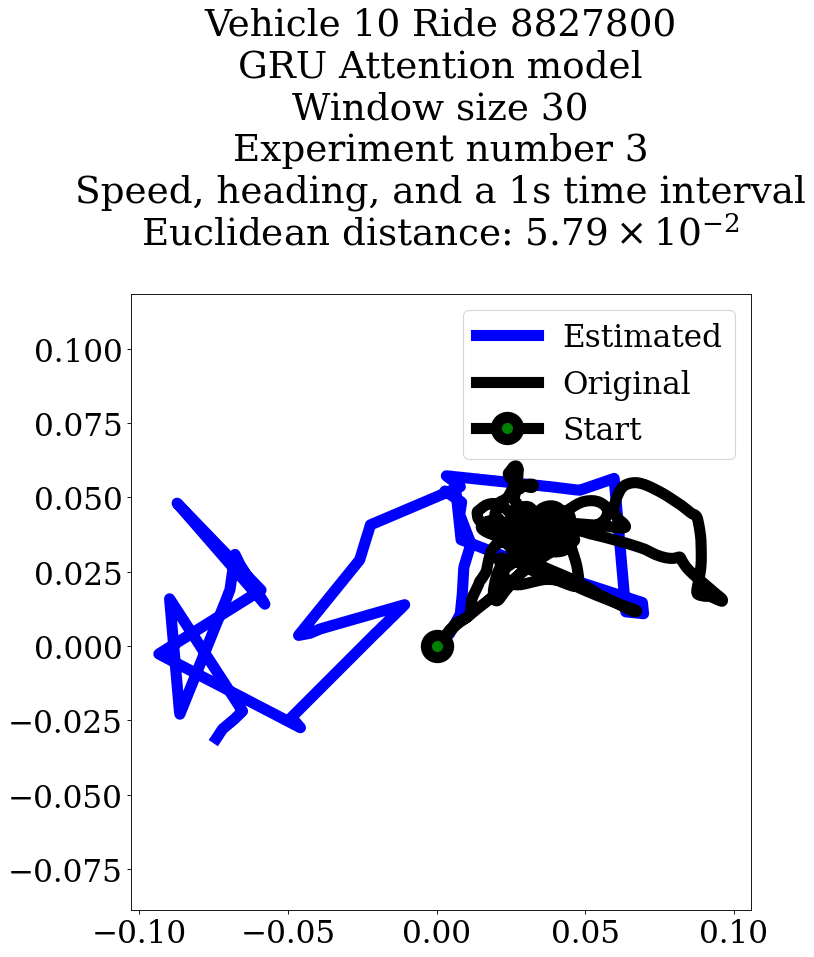 Vehicle 10 Ride 8827800
GRU Attention model
Window size 30
Experiment number 3
Speed, heading, and a 1s time interval
Euclidean distance: 5.79 × 10⁻²
Estimated
Original
Start
0.100
0.075
0.050
0.025
0.000
−0.025
−0.050
−0.075
−0.10
−0.05
0.00
0.05
0.10